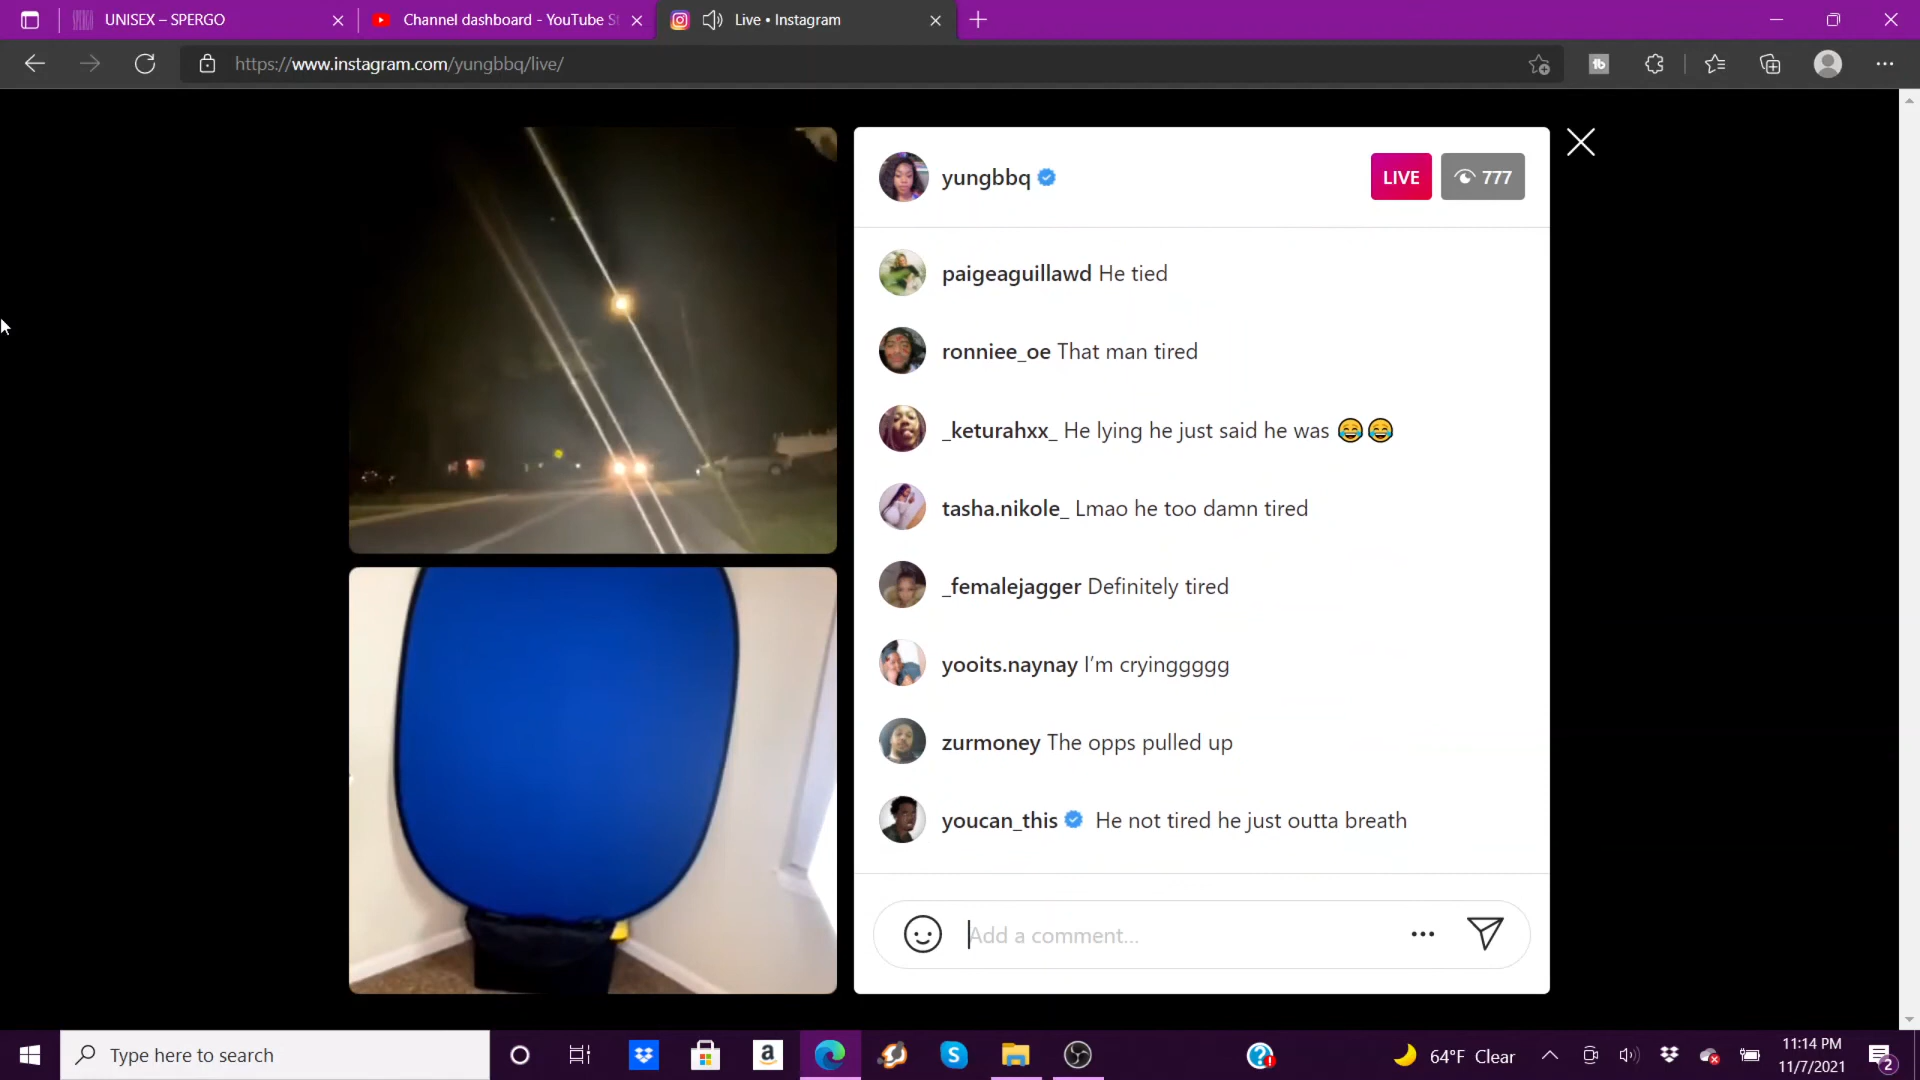 UNISEX – SPERGO
Channel dashboard - YouTube St
Live • Instagram
https://www.instagram.com/yungbbq/live/
yungbbq
LIVE
777
paigeaguillawd He tied
ronniee_oe That man tired
_keturahxx_ He lying he just said he was 😂😂
tasha.nikole_ Lmao he too damn tired
_femalejagger Definitely tired
yooits.naynay I’m cryinggggg
zurmoney The opps pulled up
youcan_this He not tired he just outta breath
Add a comment...
Type here to search
64°F Clear
11:14 PM
11/7/2021
2